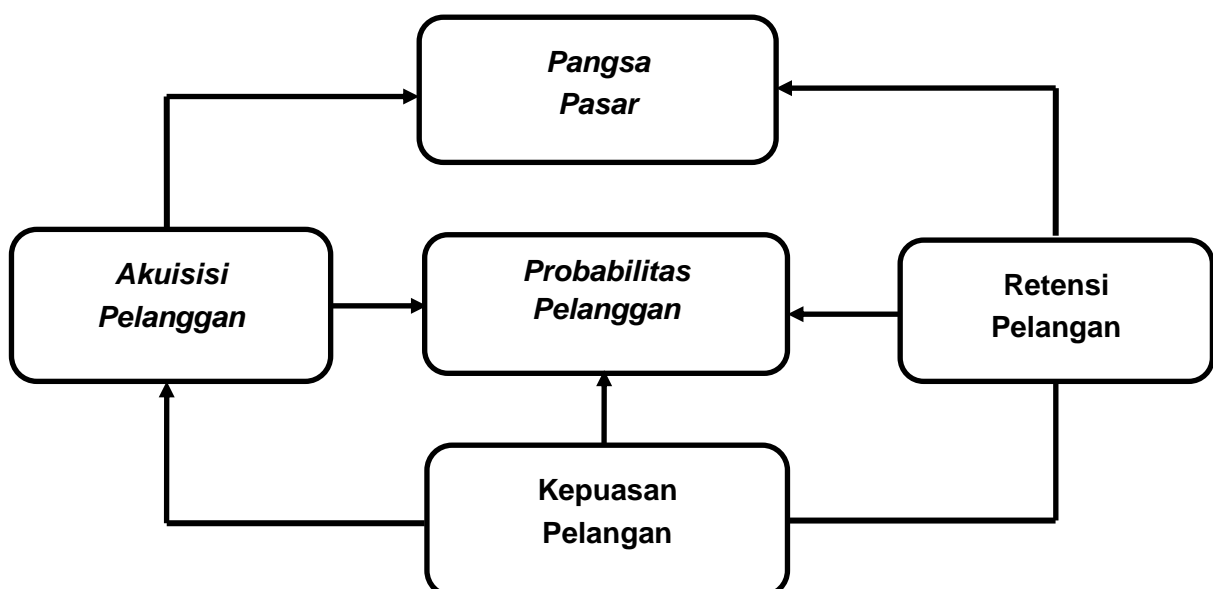 Pangsa
Pasar
Akuisisi
Pelanggan
Probabilitas
Pelanggan
Retensi
Pelangan
Kepuasan
Pelangan